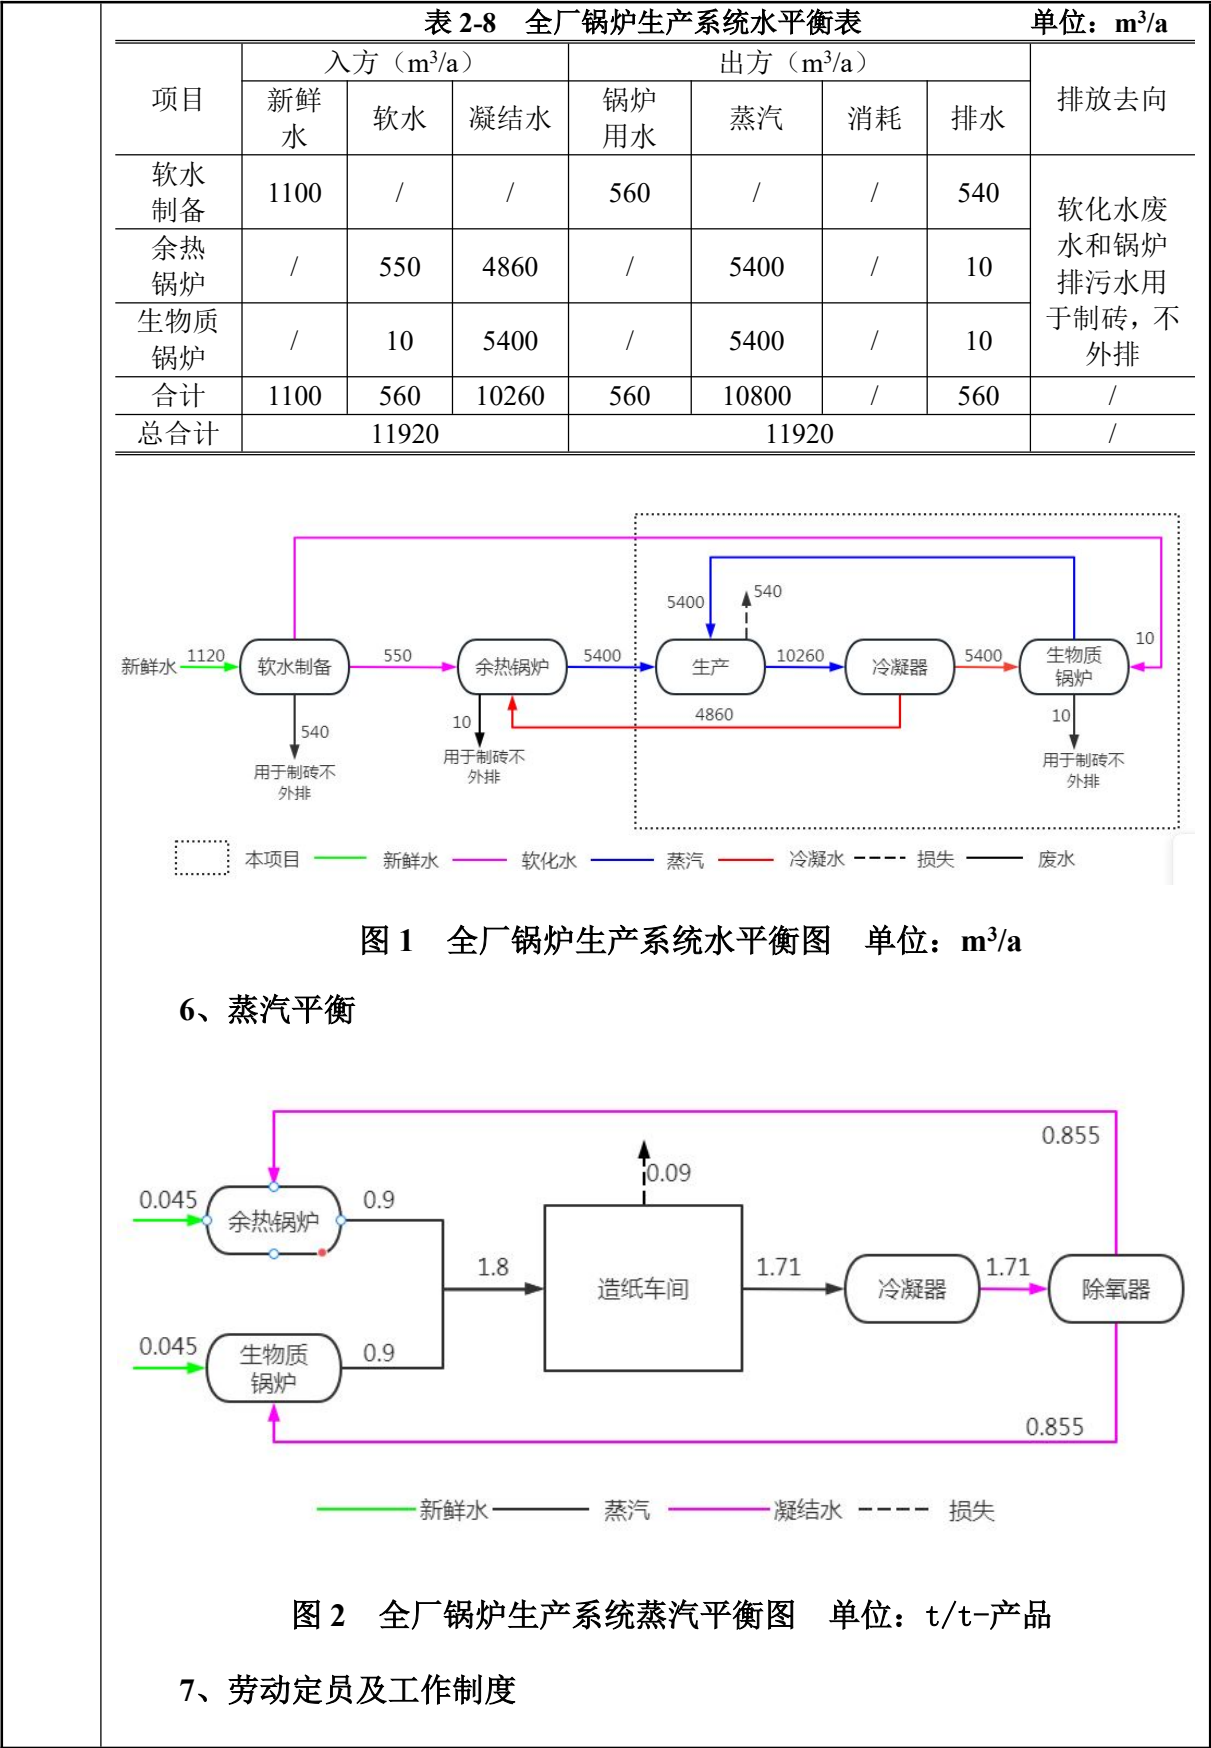 表 2-8 全厂锅炉生产系统水平衡表 单位：m³/a
项目 入方（m³/a） 出方（m³/a） 排放去向
新鲜水 软水 凝结水 锅炉用水 蒸汽 消耗 排水
软水制备 1100 / / 560 / / 540 软化水废水和锅炉排污水用于制砖，不外排
余热锅炉 / 550 4860 / 5400 / 10
生物质锅炉 / 10 5400 / 5400 / 10
合计 1100 560 10260 560 10800 / 560 /
总合计 11920 11920 /
新鲜水 1120 软水制备 550 余热锅炉 5400 生产 10260 冷凝器 5400 生物质锅炉 10
5400 540
4860
540 用于制砖不外排
10 用于制砖不外排
10 用于制砖不外排
本项目 新鲜水 软化水 蒸汽 冷凝水 损失 废水
图 1 全厂锅炉生产系统水平衡图 单位：m³/a
6、蒸汽平衡
0.855
0.09
0.045 余热锅炉 0.9
1.8 造纸车间 1.71 冷凝器 1.71 除氧器
0.045 生物质锅炉 0.9
0.855
新鲜水 蒸汽 凝结水 损失
图 2 全厂锅炉生产系统蒸汽平衡图 单位：t/t-产品
7、劳动定员及工作制度